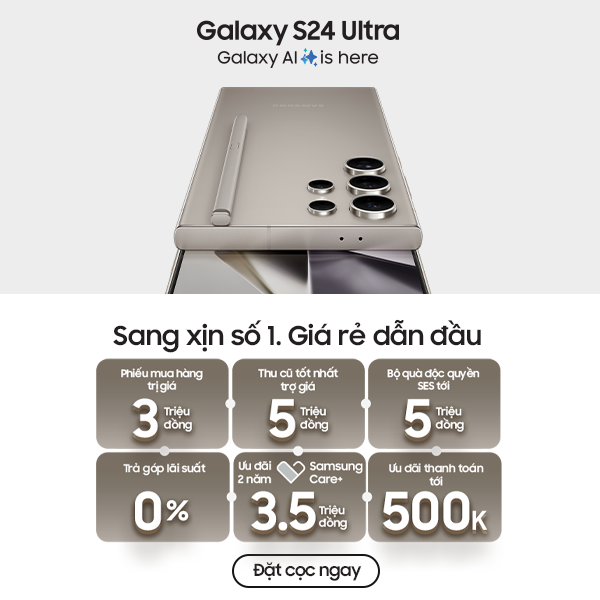 Galaxy S24 Ultra
Galaxy AI is here
SAMSUNG
Sang xịn số 1. Giá rẻ dẫn đầu
Phiếu mua hàng
trị giá
3 Triệu
đồng
Thu cũ tốt nhất
trợ giá
5 Triệu
đồng
Bộ quà độc quyền
SES tới
5 Triệu
đồng
Trả góp lãi suất
0%
Ưu đãi
2 năm
Samsung
Care+
3.5 Triệu
đồng
Ưu đãi thanh toán
tới
500K
Đặt cọc ngay